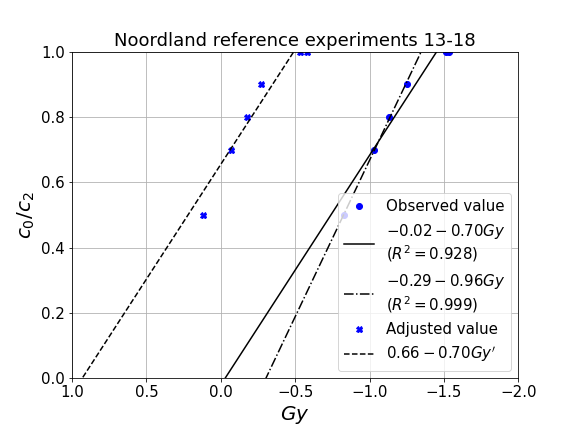 Noordland reference experiments 13-18
1.0
0.8
0.6
0.4
0.2
0.0
c₀/c₂
Observed value
−0.02 − 0.70Gy
(R² = 0.928)
−0.29 − 0.96Gy
(R² = 0.999)
Adjusted value
0.66 − 0.70Gy′
1.0 0.5 0.0 −0.5 −1.0 −1.5 −2.0
Gy